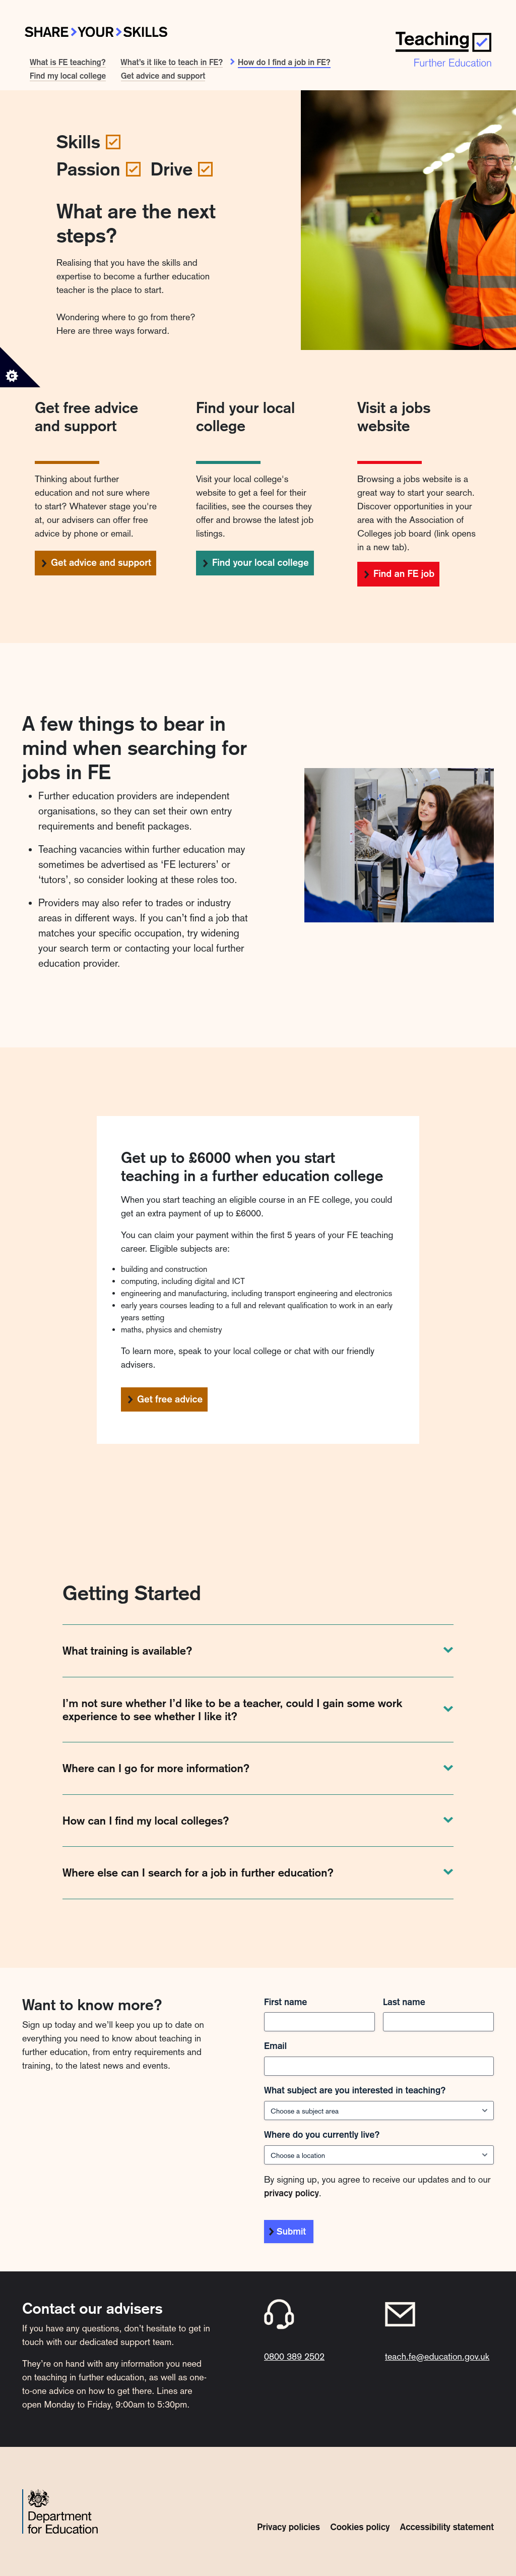 SHARE YOUR SKILLS
Teaching
Further Education
What is FE teaching? What's it like to teach in FE? How do I find a job in FE?
Find my local college Get advice and support
Skills
Passion Drive
What are the next
steps?
Realising that you have the skills and
expertise to become a further education
teacher is the place to start.
Wondering where to go from there?
Here are three ways forward.
Get free advice
and support
Thinking about further
education and not sure where
to start? Whatever stage you're
at, our advisers can offer free
advice by phone or email.
Get advice and support
Find your local
college
Visit your local college's
website to get a feel for their
facilities, see the courses they
offer and browse the latest job
listings.
Find your local college
Visit a jobs
website
Browsing a jobs website is a
great way to start your search.
Discover opportunities in your
area with the Association of
Colleges job board (link opens
in a new tab).
Find an FE job
A few things to bear in
mind when searching for
jobs in FE
• Further education providers are independent
organisations, so they can set their own entry
requirements and benefit packages.
• Teaching vacancies within further education may
sometimes be advertised as ‘FE lecturers’ or
‘tutors’, so consider looking at these roles too.
• Providers may also refer to trades or industry
areas in different ways. If you can’t find a job that
matches your specific occupation, try widening
your search term or contacting your local further
education provider.
Get up to £6000 when you start
teaching in a further education college
When you start teaching an eligible course in an FE college, you could
get an extra payment of up to £6000.
You can claim your payment within the first 5 years of your FE teaching
career. Eligible subjects are:
• building and construction
• computing, including digital and ICT
• engineering and manufacturing, including transport engineering and electronics
• early years courses leading to a full and relevant qualification to work in an early
years setting
• maths, physics and chemistry
To learn more, speak to your local college or chat with our friendly
advisers.
Get free advice
Getting Started
What training is available?
I’m not sure whether I’d like to be a teacher, could I gain some work
experience to see whether I like it?
Where can I go for more information?
How can I find my local colleges?
Where else can I search for a job in further education?
Want to know more?
Sign up today and we’ll keep you up to date on
everything you need to know about teaching in
further education, from entry requirements and
training, to the latest news and events.
First name Last name
Email
What subject are you interested in teaching?
Choose a subject area
Where do you currently live?
Choose a location
By signing up, you agree to receive our updates and to our
privacy policy.
Submit
Contact our advisers
If you have any questions, don’t hesitate to get in
touch with our dedicated support team.
They’re on hand with any information you need
on teaching in further education, as well as one-
to-one advice on how to get there. Lines are
open Monday to Friday, 9:00am to 5:30pm.
0800 389 2502
teach.fe@education.gov.uk
Department
for Education
Privacy policies Cookies policy Accessibility statement